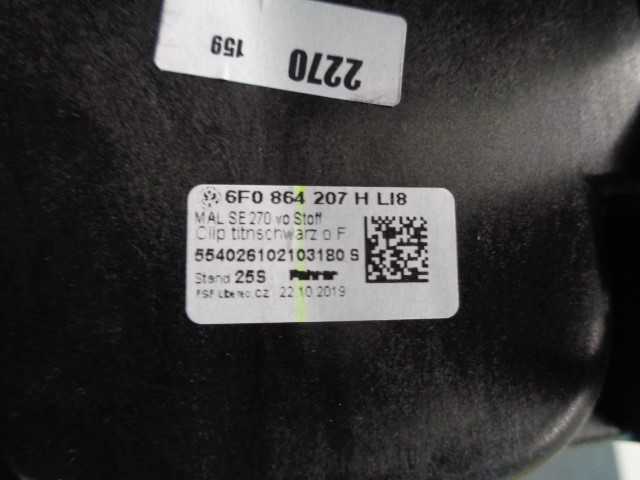 2270
159
6F0 864 207 H LI8
MAL SE 270 vo Stoff
Clip titnschwarz o F
554026102103180 S
Stand 25S Fehrer
FSF Liberec, CZ 22.10.2019